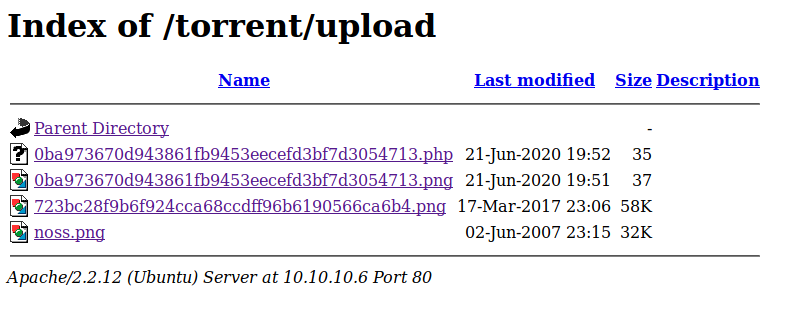 Index of /torrent/upload
Name Last modified Size Description
Parent Directory -
0ba973670d943861fb9453eecefd3bf7d3054713.php 21-Jun-2020 19:52 35
0ba973670d943861fb9453eecefd3bf7d3054713.png 21-Jun-2020 19:51 37
723bc28f9b6f924cca68ccdff96b6190566ca6b4.png 17-Mar-2017 23:06 58K
noss.png 02-Jun-2007 23:15 32K
Apache/2.2.12 (Ubuntu) Server at 10.10.10.6 Port 80